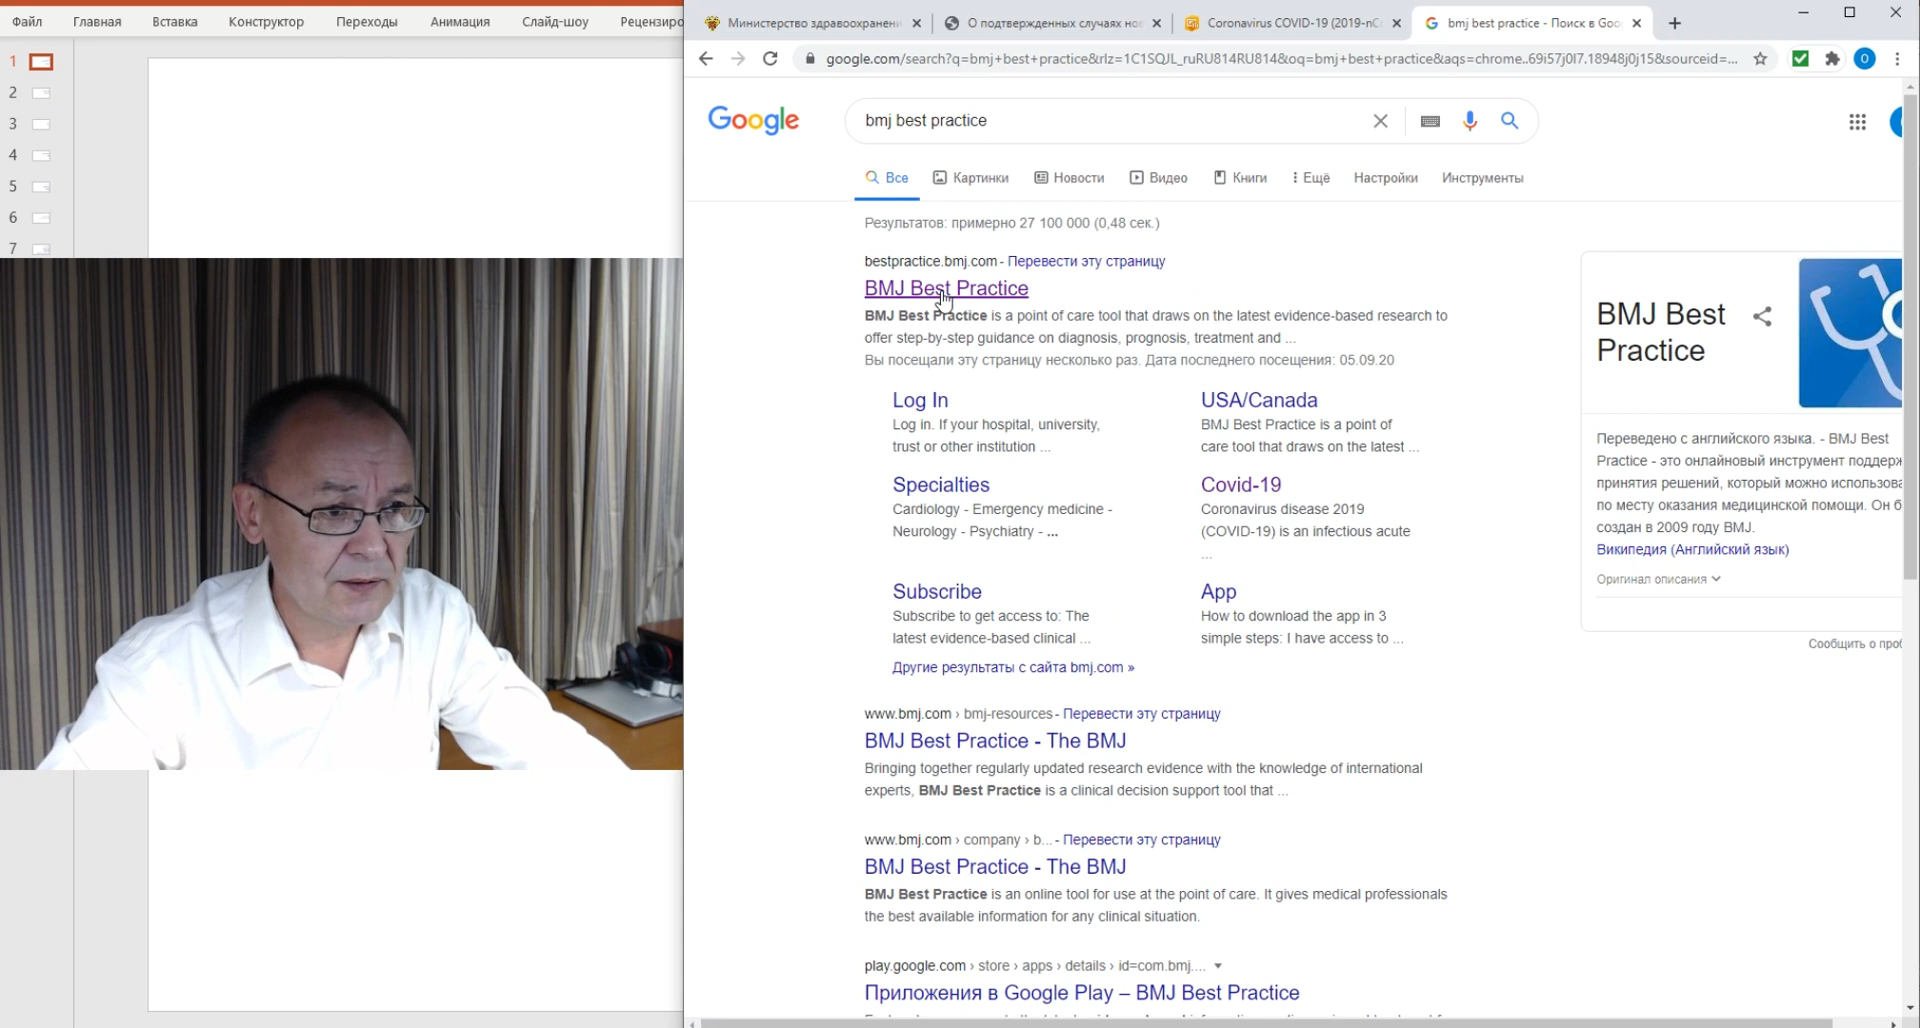 Файл Главная Вставка Конструктор Переходы Анимация Слайд-шоу Рецензиро
1
2
3
4
5
6
7
Министерство здравоохранени
О подтвержденных случаях но
Coronavirus COVID-19 (2019-nC
bmj best practice - Поиск в Goo
google.com/search?q=bmj+best+practice&rlz=1C1SQJL_ruRU814RU814&oq=bmj+best+practice&aqs=chrome..69i57j0l7.18948j0j15&sourceid=...
O
Google
bmj best practice
Все Картинки Новости Видео Книги Ещё Настройки Инструменты
Результатов: примерно 27 100 000 (0,48 сек.)
bestpractice.bmj.com - Перевести эту страницу
BMJ Best Practice
BMJ Best Practice is a point of care tool that draws on the latest evidence-based research to
offer step-by-step guidance on diagnosis, prognosis, treatment and ...
Вы посещали эту страницу несколько раз. Дата последнего посещения: 05.09.20
Log In
Log in. If your hospital, university,
trust or other institution ...
USA/Canada
BMJ Best Practice is a point of
care tool that draws on the latest ...
Specialties
Cardiology - Emergency medicine -
Neurology - Psychiatry - ...
Covid-19
Coronavirus disease 2019
(COVID-19) is an infectious acute
...
Subscribe
Subscribe to get access to: The
latest evidence-based clinical ...
App
How to download the app in 3
simple steps: I have access to ...
Другие результаты с сайта bmj.com »
www.bmj.com › bmj-resources - Перевести эту страницу
BMJ Best Practice - The BMJ
Bringing together regularly updated research evidence with the knowledge of international
experts, BMJ Best Practice is a clinical decision support tool that ...
www.bmj.com › company › b... - Перевести эту страницу
BMJ Best Practice - The BMJ
BMJ Best Practice is an online tool for use at the point of care. It gives medical professionals
the best available information for any clinical situation.
play.google.com › store › apps › details › id=com.bmj....
Приложения в Google Play – BMJ Best Practice
BMJ Best
Practice
Переведено с английского языка. - BMJ Best
Practice - это онлайновый инструмент поддерж
принятия решений, который можно использова
по месту оказания медицинской помощи. Он б
создан в 2009 году BMJ.
Википедия (Английский язык)
Оригинал описания
Сообщить о проб